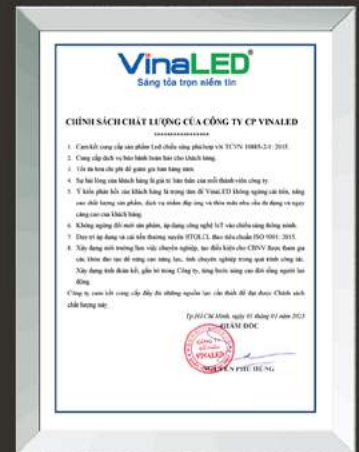 VinaLED®
Sáng tỏa trọn niềm tin
CHÍNH SÁCH CHẤT LƯỢNG CỦA CÔNG TY CP VINALED
1. Cam kết cung cấp sản phẩm Led chiếu sáng phù hợp với TCVN 10885-2-1: 2015.
2. Cung cấp dịch vụ bảo hành hoàn hảo cho khách hàng.
3. Tối ưu hóa chi phí để giảm giá bán hàng năm.
4. Sự hài lòng của khách hàng là giá trị bản thân của mỗi thành viên công ty.
5. Ý kiến phản hồi của khách hàng là trọng tâm để VinaLED không ngừng cải tiến, nâng
cao chất lượng sản phẩm, dịch vụ nhằm đáp ứng và thỏa mãn nhu cầu đa dạng và ngày
càng cao của khách hàng.
6. Không ngừng đổi mới sản phẩm, áp dụng công nghệ IoT vào chiếu sáng thông minh.
7. Duy trì áp dụng và cải tiến thường xuyên HTQLCL theo tiêu chuẩn ISO 9001: 2015.
8. Xây dựng môi trường làm việc chuyên nghiệp, tạo điều kiện cho CBNV được tham gia
các khóa đào tạo để nâng cao năng lực, tính chuyên nghiệp trong quá trình công tác.
Xây dựng tinh thần đoàn kết, gắn bó trong Công ty, từng bước nâng cao đời sống người lao
động.
Công ty cam kết cung cấp đầy đủ những nguồn lực cần thiết để đạt được Chính sách
chất lượng này.
Tp.Hồ Chí Minh, ngày 01 tháng 01 năm 2023
GIÁM ĐỐC
CÔNG TY
CỔ PHẦN
VINALED
NGUYỄN PHÚ HÙNG